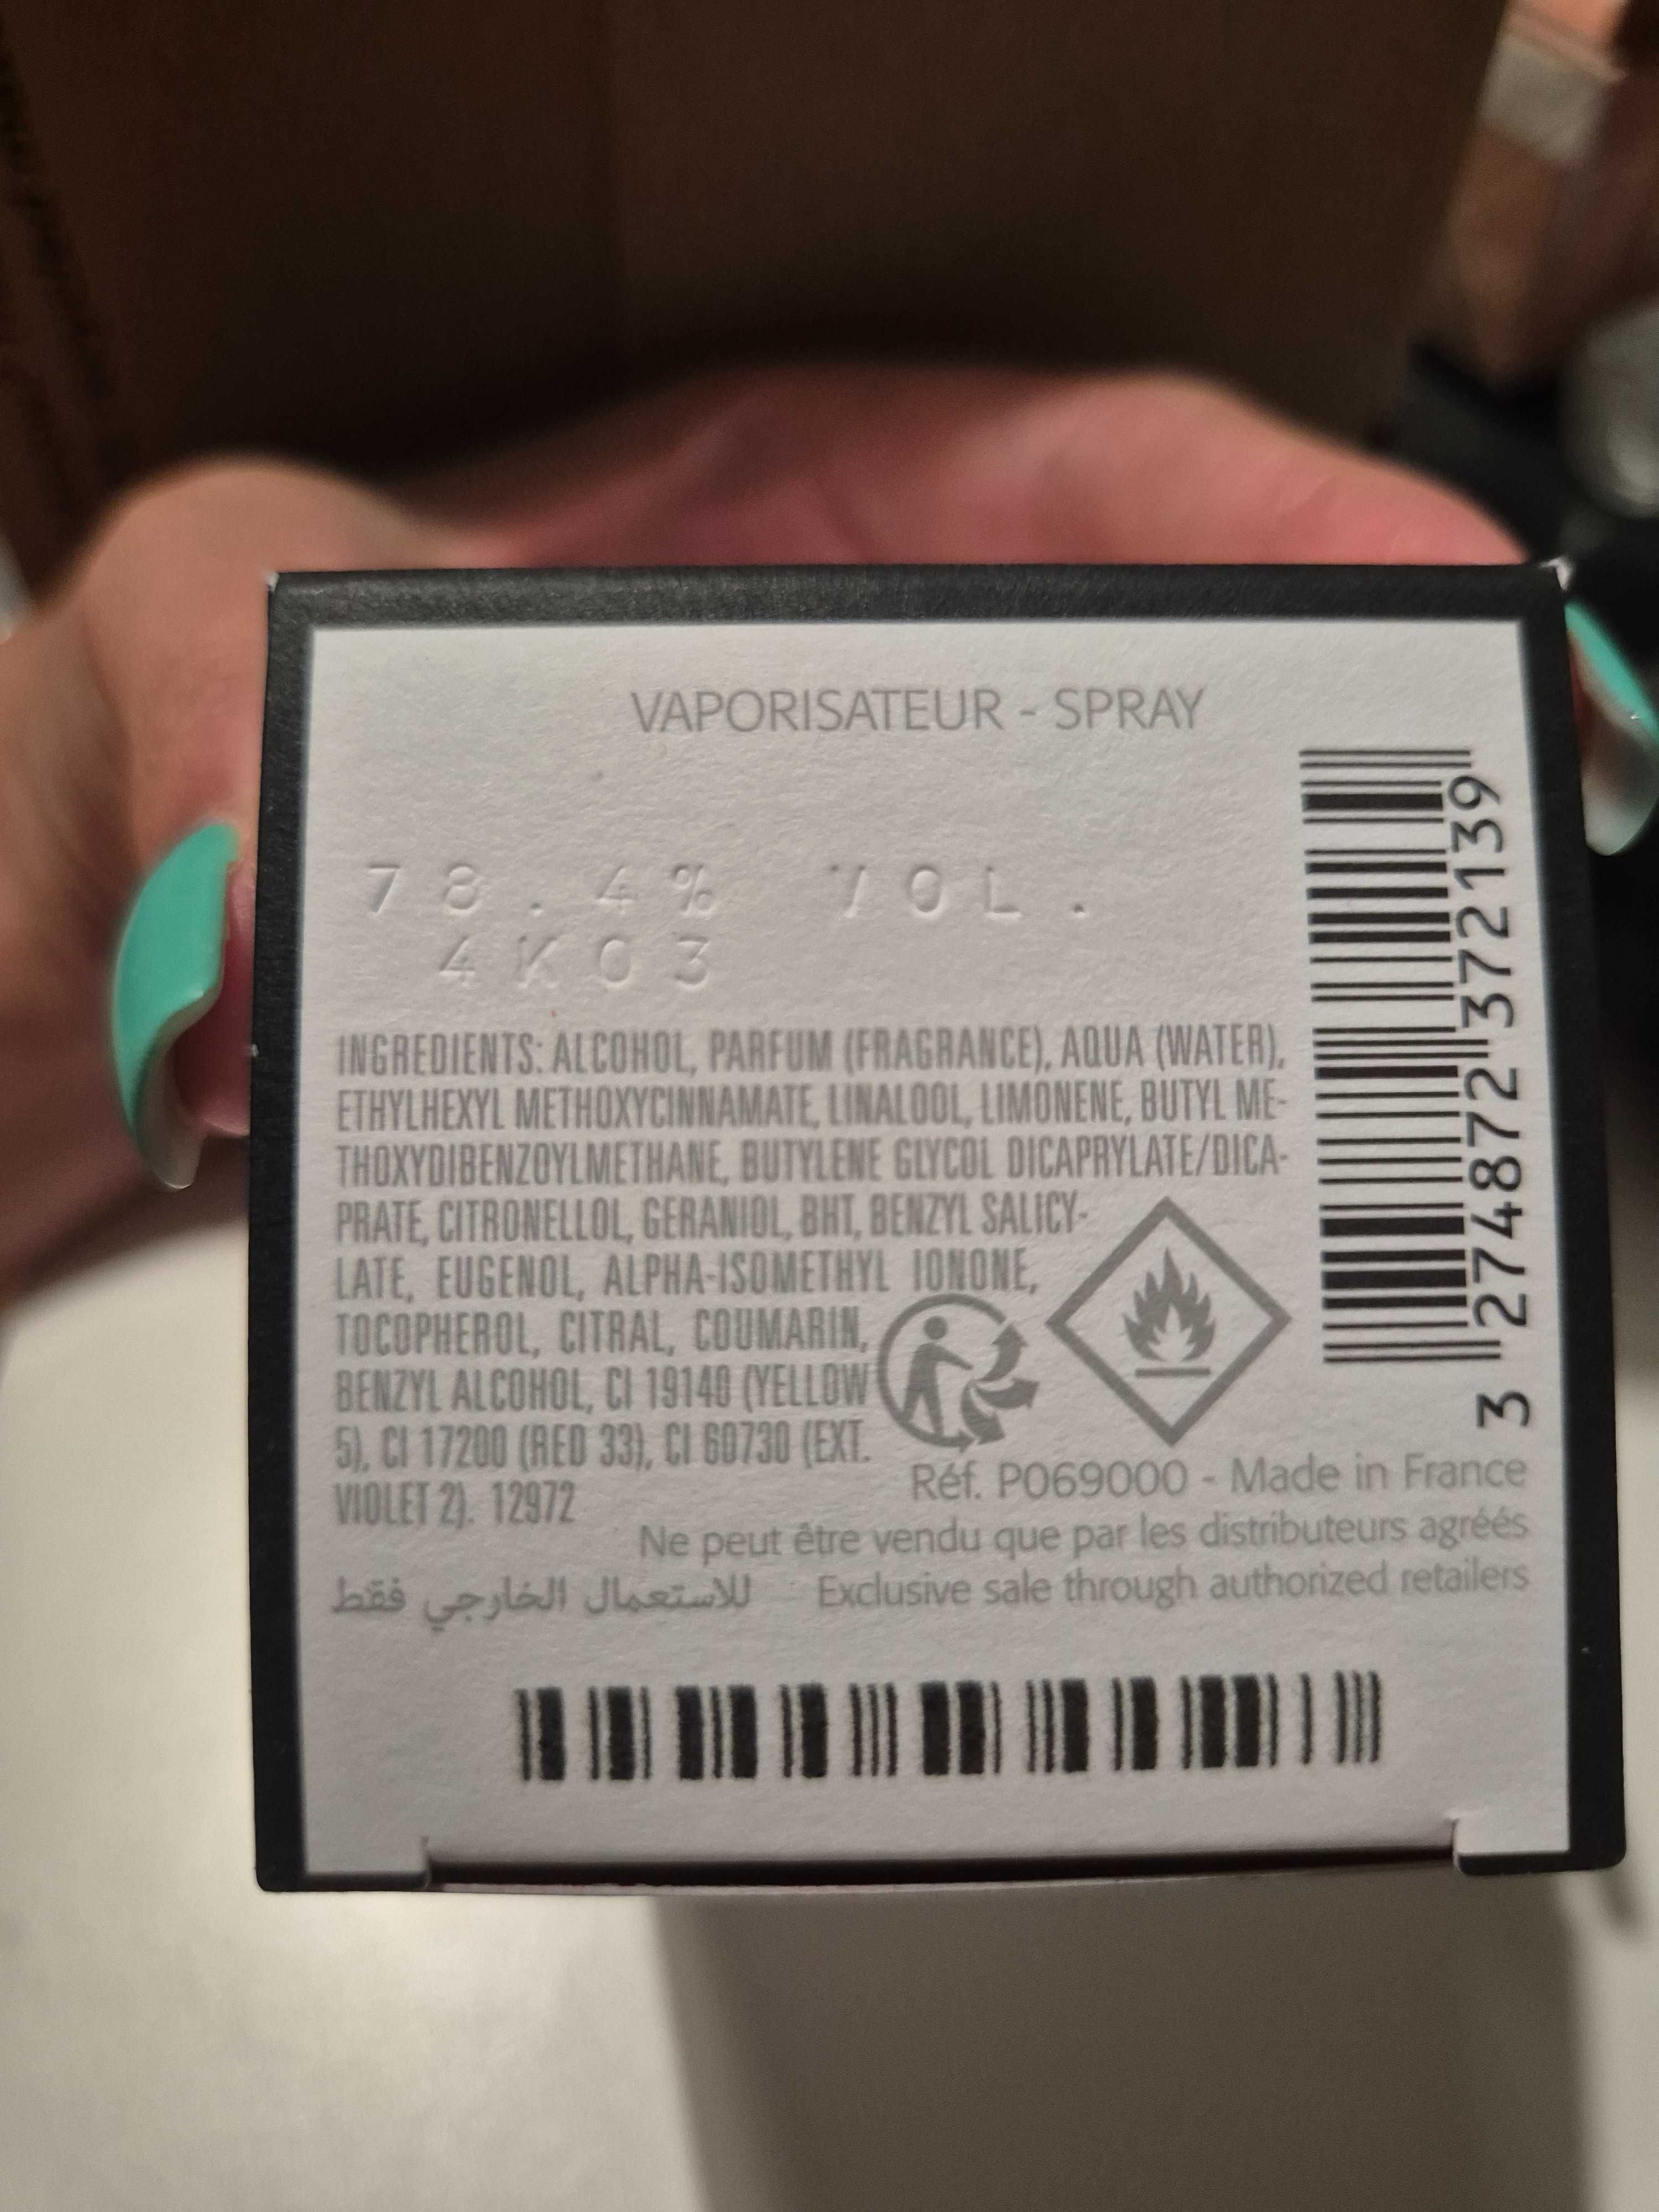 VAPORISATEUR - SPRAY
78.4% VOL.
4K03
INGREDIENTS: ALCOHOL, PARFUM (FRAGRANCE), AQUA (WATER),
ETHYLHEXYL METHOXYCINNAMATE, LINALOOL, LIMONENE, BUTYL ME-
THOXYDIBENZOYLMETHANE, BUTYLENE GLYCOL DICAPRYLATE/DICA-
PRATE, CITRONELLOL, GERANIOL, BHT, BENZYL SALICY-
LATE, EUGENOL, ALPHA-ISOMETHYL IONONE,
TOCOPHEROL, CITRAL, COUMARIN,
BENZYL ALCOHOL, CI 19140 (YELLOW
5), CI 17200 (RED 33), CI 60730 (EXT.
VIOLET 2). 12972
Réf. P069000 - Made in France
Ne peut être vendu que par les distributeurs agréés
للاستعمال الخارجي فقط
Exclusive sale through authorized retailers
3 274872 372139